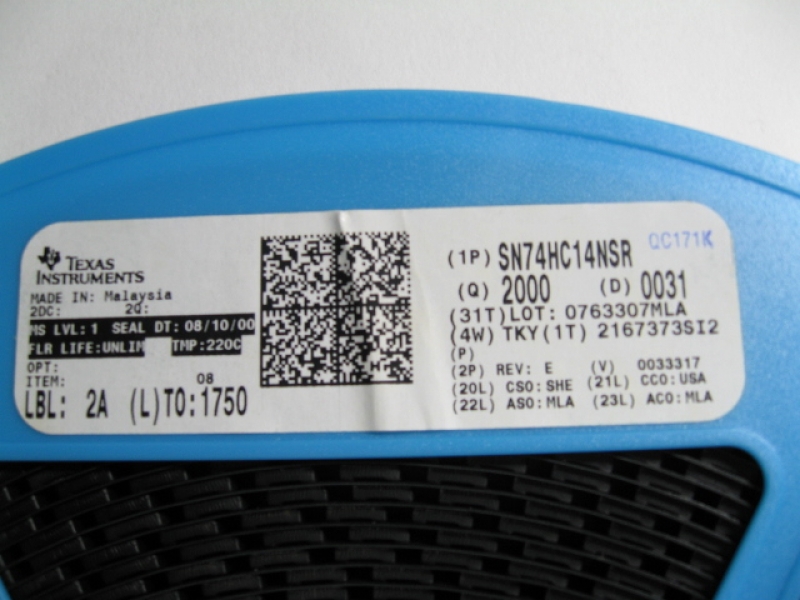 TEXAS
INSTRUMENTS
MADE IN: Malaysia
2DC: 2Q:
MS LVL:1 SEAL DT:08/10/00
FLR LIFE:UNLIM TMP:220C
OPT:
ITEM: 08
LBL: 2A (L)TO:1750
(1P) SN74HC14NSR QC171K
(Q) 2000 (D) 0031
(31T)LOT: 0763307MLA
(4W) TKY(1T) 2167373SI2
(P)
(2P) REV: E (V) 0033317
(20L) CSO:SHE (21L) CCO:USA
(22L) ASO:MLA (23L) ACO:MLA